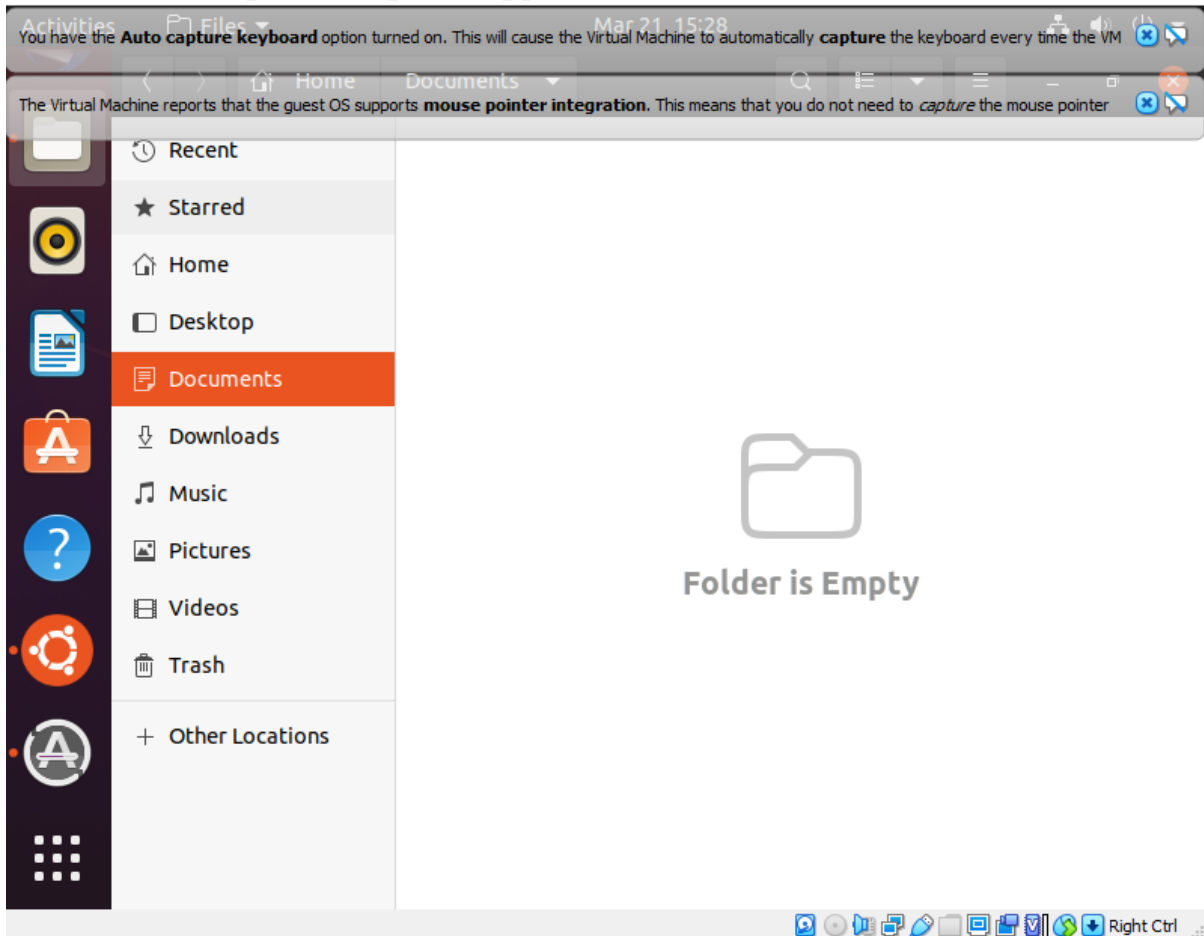 Activities Files Mar 21 15:28
You have the Auto capture keyboard option turned on. This will cause the Virtual Machine to automatically capture the keyboard every time the VM
Home Documents
The Virtual Machine reports that the guest OS supports mouse pointer integration. This means that you do not need to capture the mouse pointer
Recent
Starred
Home
Desktop
Documents
Downloads
Music
Pictures
Videos
Trash
Other Locations
Folder is Empty
Right Ctrl